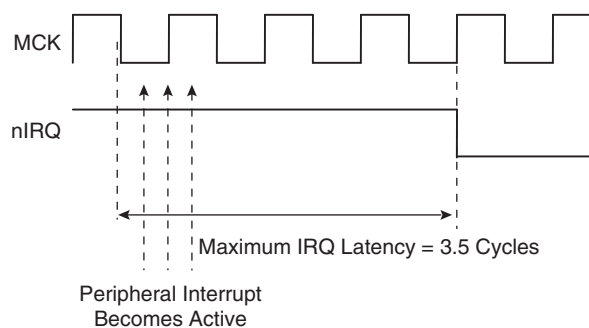 MCK
nIRQ
Maximum IRQ Latency = 3.5 Cycles
Peripheral Interrupt
Becomes Active